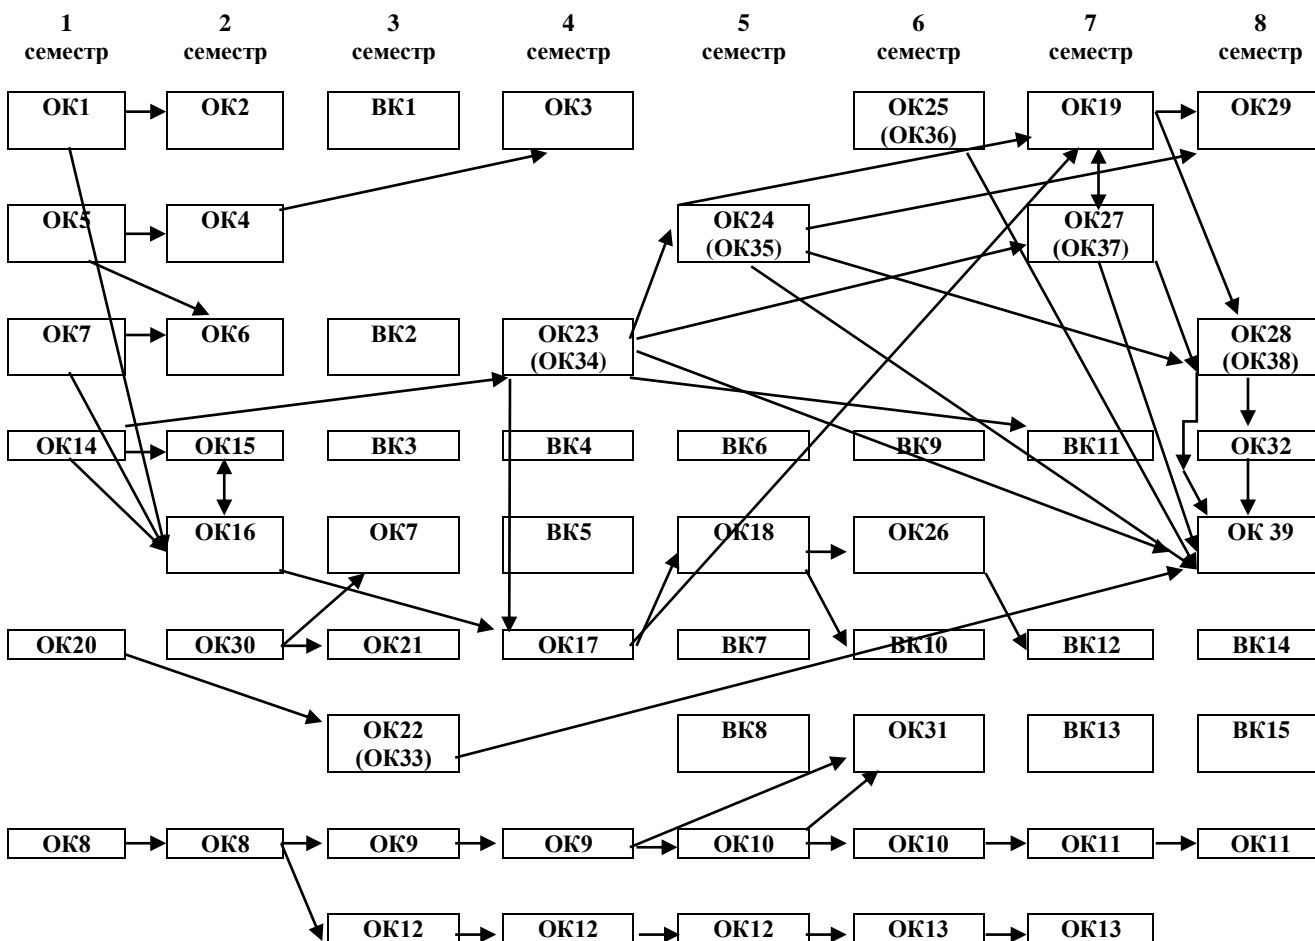 1 2 3 4 5 6 7 8
семестр семестр семестр семестр семестр семестр семестр семестр
ОК1 ОК2 ВК1 ОК3 ОК25 ОК19 ОК29
(ОК36)
ОК5 ОК4 ОК24 ОК27
(ОК35) (ОК37)
ОК7 ОК6 ВК2 ОК23 ОК28
(ОК34) (ОК38)
ОК14 ОК15 ВК3 ВК4 ВК6 ВК9 ВК11 ОК32
ОК16 ОК7 ВК5 ОК18 ОК26 ОК 39
ОК20 ОК30 ОК21 ОК17 ВК7 ВК10 ВК12 ВК14
ОК22 ВК8 ОК31 ВК13 ВК15
(ОК33)
ОК8 ОК8 ОК9 ОК9 ОК10 ОК10 ОК11 ОК11
ОК12 ОК12 ОК12 ОК13 ОК13